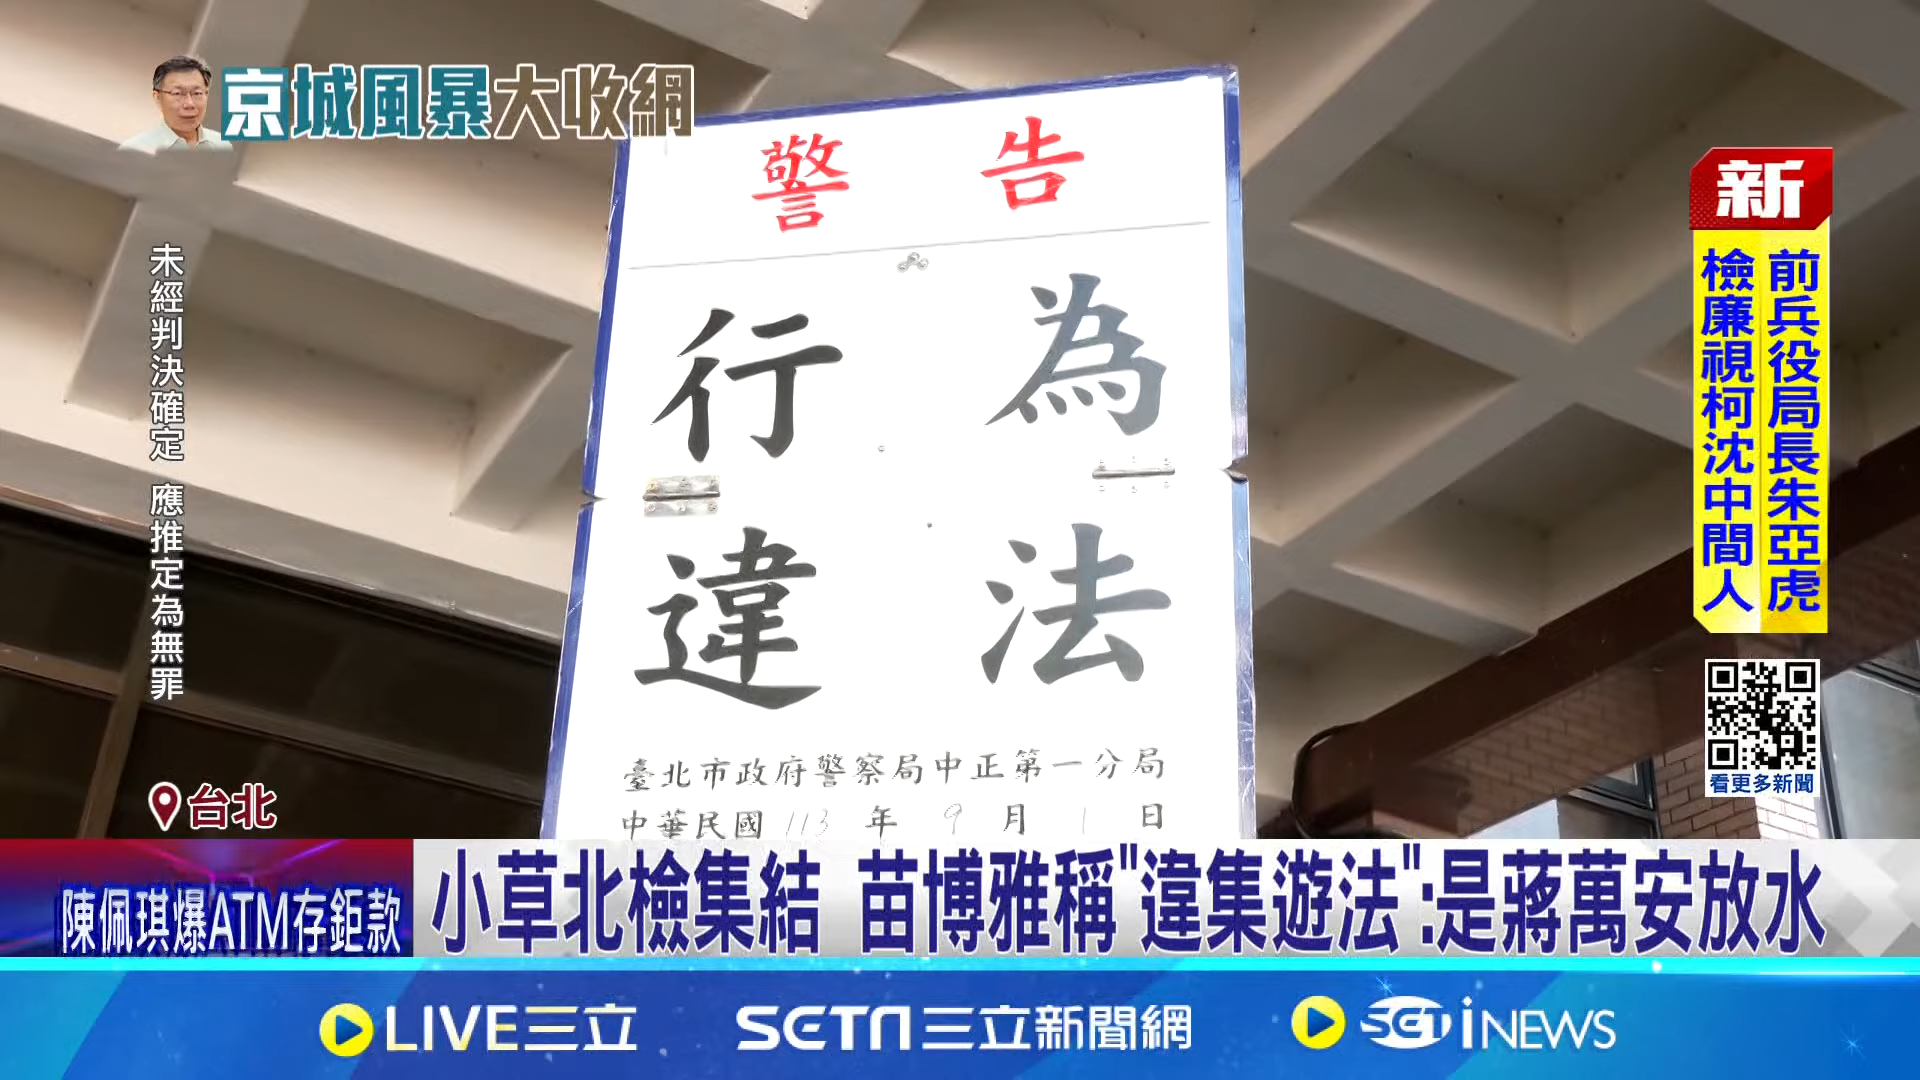 京城風暴大收網
警告
行為
違法
臺北市政府警察局中正第一分局
中華民國113年9月1日
未經判決確定 應推定為無罪
新
前兵役局長朱亞虎
檢廉視柯沈中間人
看更多新聞
台北
陳佩琪爆ATM存鉅款
小草北檢集結 苗博雅稱"違集遊法":是蔣萬安放水
LIVE三立
SETN三立新聞網
SETiNEWS